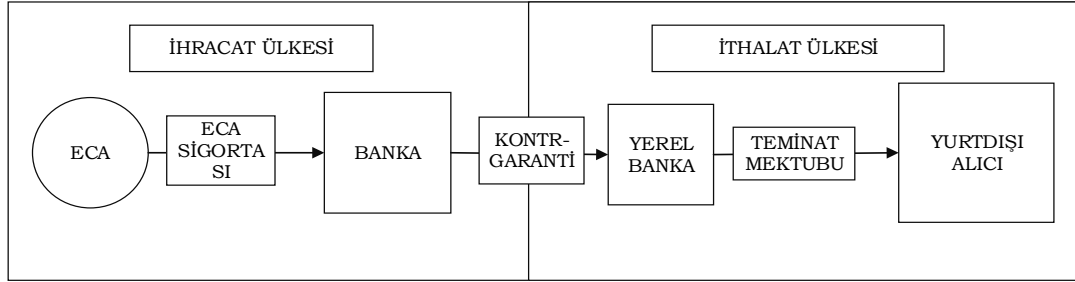 İHRACAT ÜLKESİ
İTHALAT ÜLKESİ
ECA
ECA
SİGORTA
SI
BANKA
KONTR-
GARANTİ
YEREL
BANKA
TEMİNAT
MEKTUBU
YURTDIŞI
ALICI